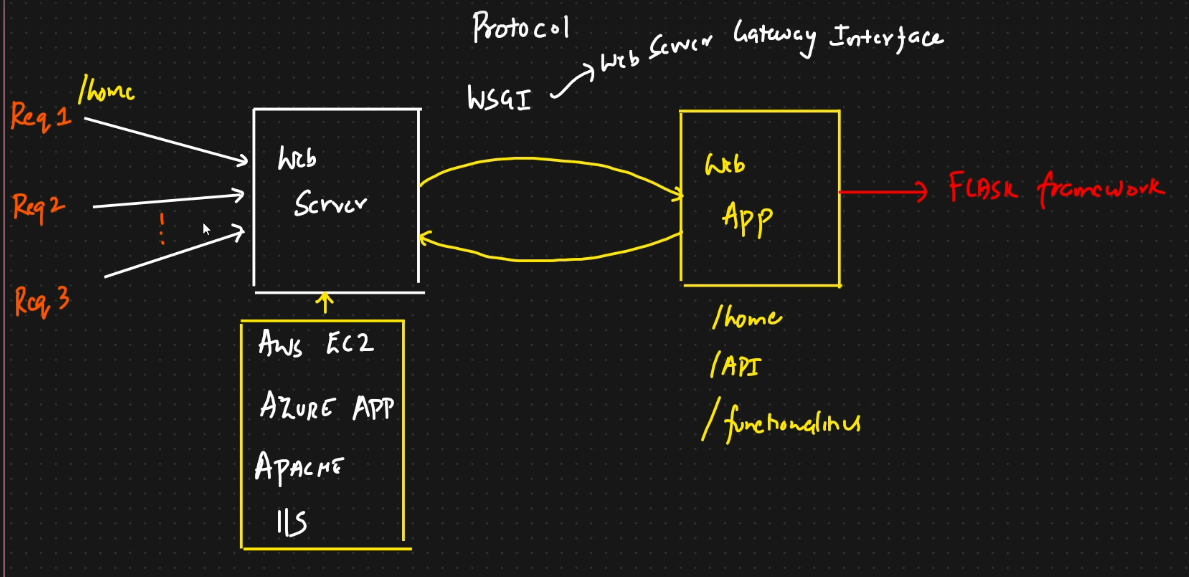 Protocol
WSGI → Web Server Gateway Interface
/home
Req 1
Req 2
Req 3
Web
Server
AWS EC2
AZURE APP
APACHE
IIS
Web
App
/home
/API
/functionalities
FLASK framework